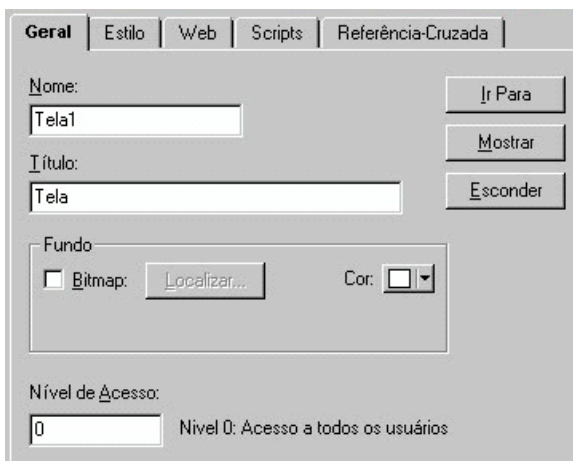 Geral Estilo Web Scripts Referência-Cruzada
Nome:
Tela1
Título:
Tela
Ir Para
Mostrar
Esconder
Fundo
Bitmap: Localizar... Cor:
Nível de Acesso:
0 Nivel 0: Acesso a todos os usuários